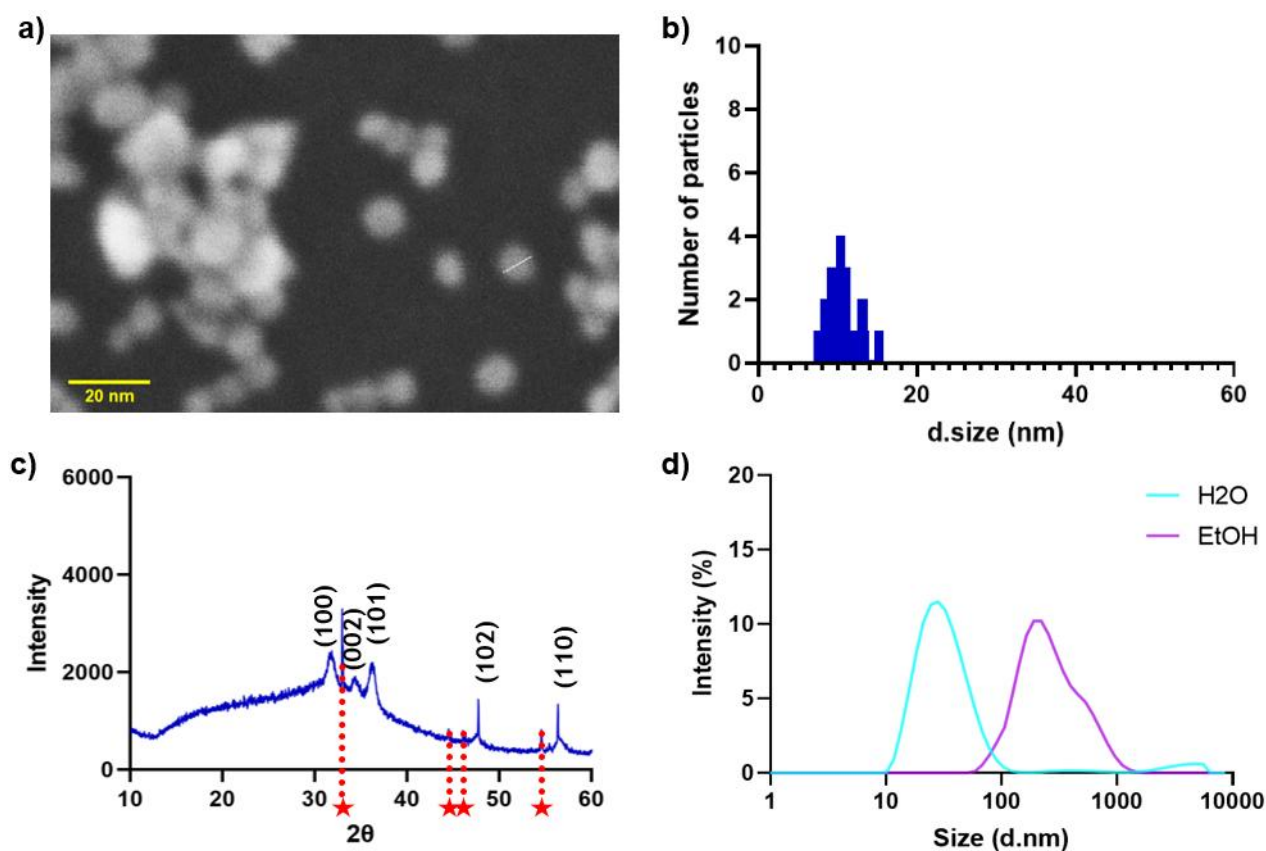 a)
20 nm
b)
Number of particles
10
8
6
4
2
0
0 20 40 60
d.size (nm)
c)
Intensity
6000
4000
2000
0
(100)
(002)
(101)
(102)
(110)
10 20 30 40 50 60
2θ
d)
Intensity (%)
20
15
10
5
0
H2O
EtOH
1 10 100 1000 10000
Size (d.nm)